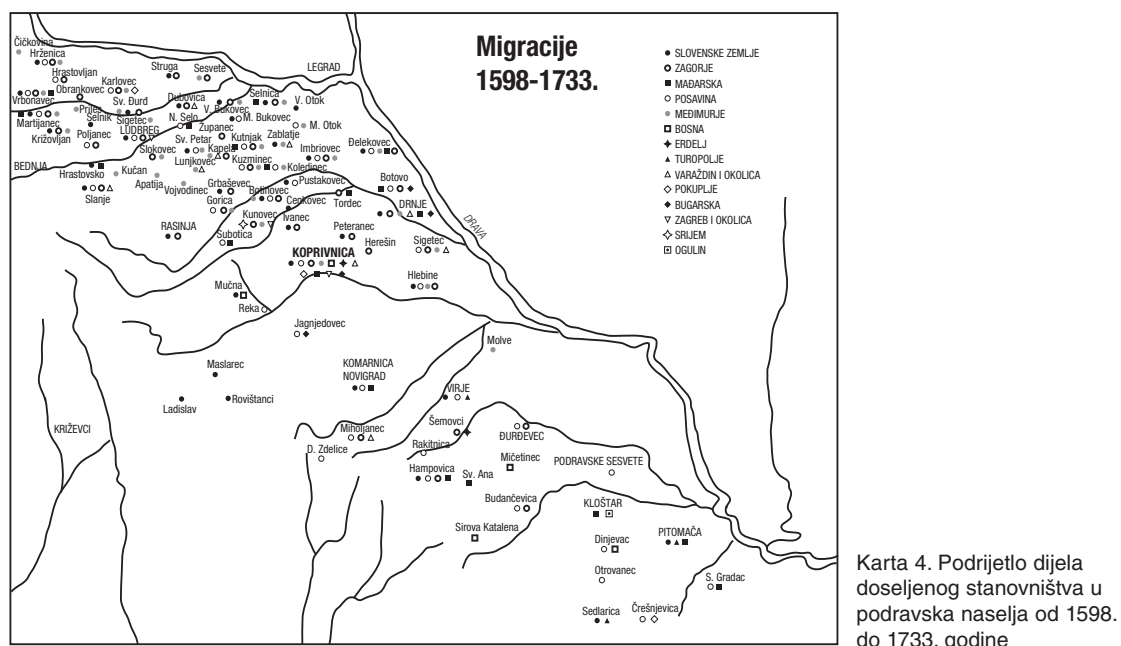 Migracije
1598-1733.
SLOVENSKE ZEMLJE
ZAGORJE
MAĐARSKA
POSAVINA
MEĐIMURJE
BOSNA
ERDELJ
TUROPOLJE
VARAŽDIN I OKOLICA
POKUPLJE
BUGARSKA
ZAGREB I OKOLICA
SRIJEM
OGULIN
Čičkovina
Hrženica
Struga
Sesvete
LEGRAD
Hrastovljan
Karlovec
Obrankovec
Vrbonavec
Prijes
Sv. Đurđ
Dubovica
V. Bukovec
Selnica
V. Otok
Martijanec
Selnik
Sigetec
N. Selo
M. Bukovec
M. Otok
Križovljan
Poljanec
LUDBREG
Županec
Sv. Petar
Kapela
Kutnjak
Zablatje
Imbriovec
Đelekovec
Slokovec
BEDNJA
Lunjkovec
Kuzminec
Koledinec
Hrastovsko
Kučan
Apatija
Vojvodinec
Grbaševec
Botinovec
Pustakovec
Botovo
Slanje
Gorica
Cenkovec
Tordec
DRNJE
DRAVA
RASINJA
Kunovec
Ivanec
Subotica
Peteranec
Herešin
Sigetec
KOPRIVNICA
Hlebine
Mučna
Reka
Jagnjedovec
Molve
Maslarec
KOMARNICA
NOVIGRAD
VIRJE
Ladislav
Rovištanci
KRIŽEVCI
Šemovci
Miholjanec
ĐURĐEVEC
D. Zdelice
Rakitnica
Mičetinec
PODRAVSKE SESVETE
Hampovica
Sv. Ana
Budančevica
KLOŠTAR
Sirova Katalena
PITOMAČA
Dinjevac
Otrovanec
S. Gradac
Sedlarica
Črešnjevica
Karta 4. Podrijetlo dijela
doseljenog stanovništva u
podravska naselja od 1598.
do 1733. godine